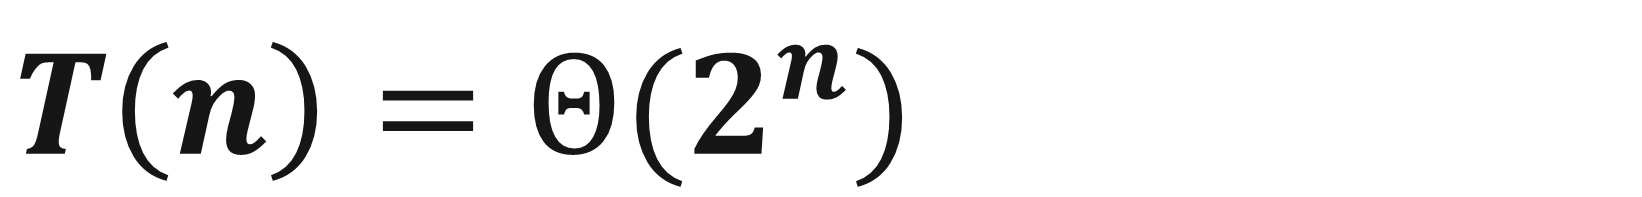 T(n) = Θ(2ⁿ)